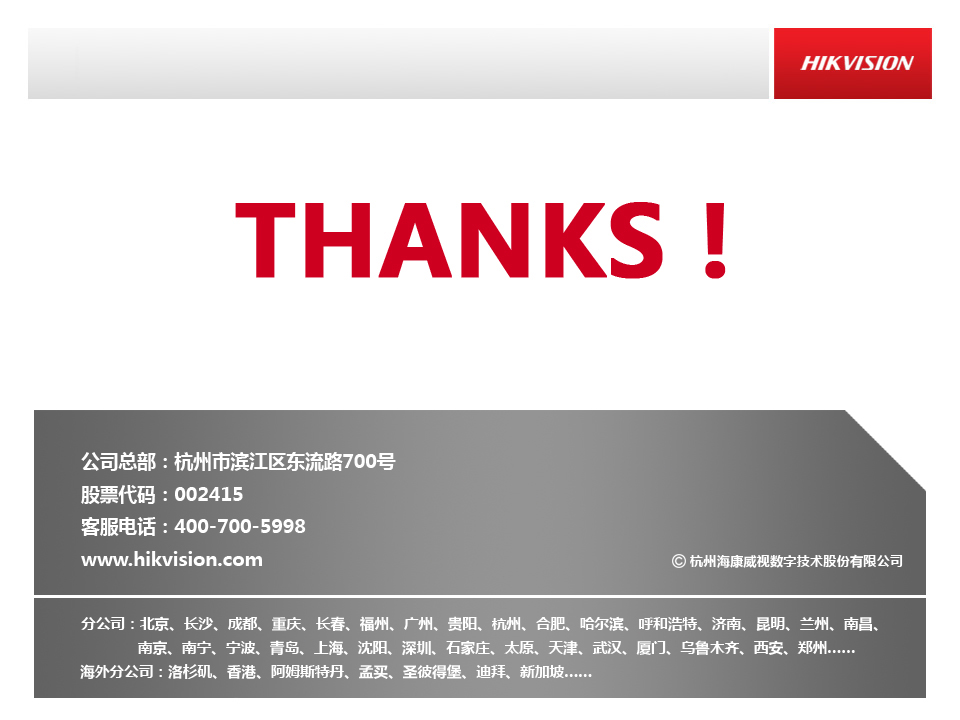 HIKVISION
THANKS！
公司总部：杭州市滨江区东流路700号
股票代码：002415
客服电话：400-700-5998
www.hikvision.com
© 杭州海康威视数字技术股份有限公司
分公司：北京、长沙、成都、重庆、长春、福州、广州、贵阳、杭州、合肥、哈尔滨、呼和浩特、济南、昆明、兰州、南昌、
南京、南宁、宁波、青岛、上海、沈阳、深圳、石家庄、太原、天津、武汉、厦门、乌鲁木齐、西安、郑州……
海外分公司：洛杉矶、香港、阿姆斯特丹、孟买、圣彼得堡、迪拜、新加坡……